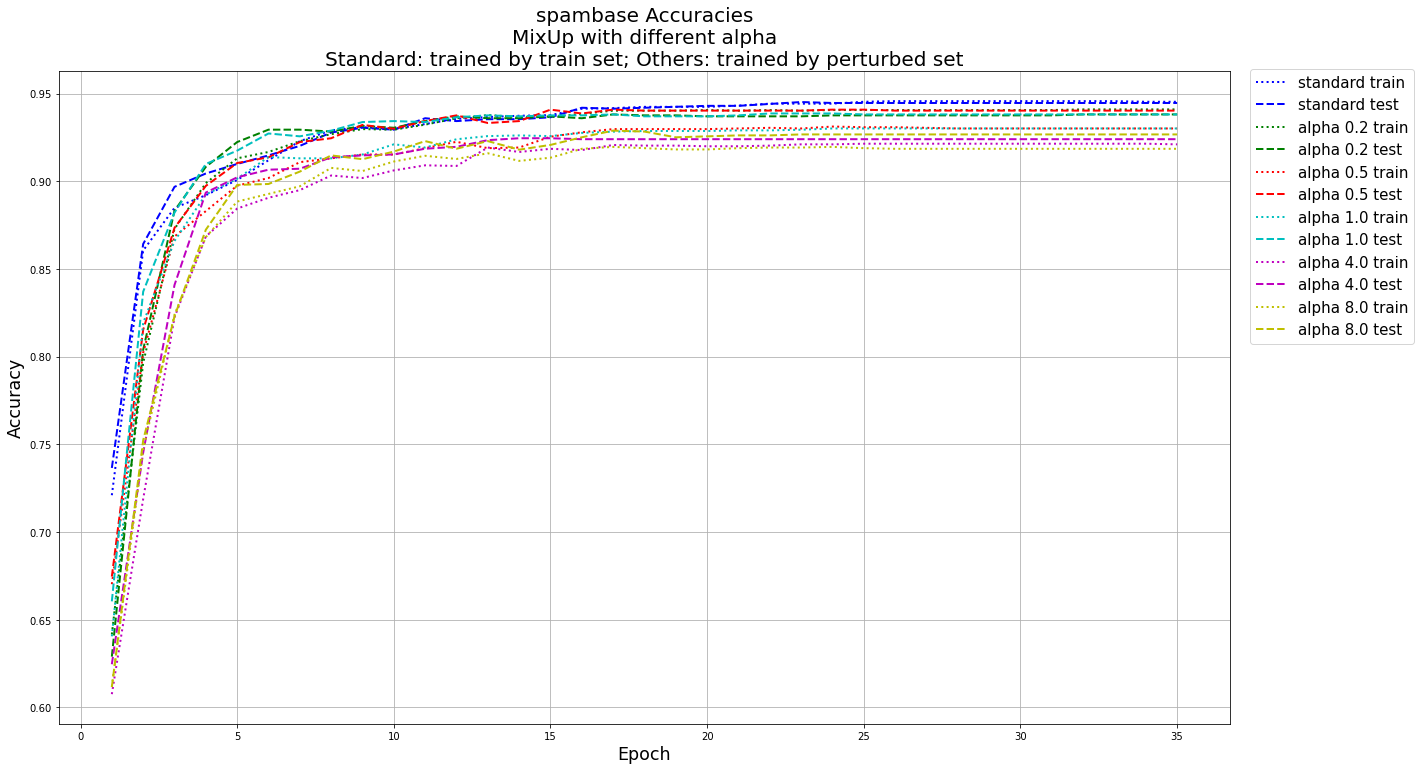 spambase Accuracies
MixUp with different alpha
Standard: trained by train set; Others: trained by perturbed set
standard train
standard test
alpha 0.2 train
alpha 0.2 test
alpha 0.5 train
alpha 0.5 test
alpha 1.0 train
alpha 1.0 test
alpha 4.0 train
alpha 4.0 test
alpha 8.0 train
alpha 8.0 test
Accuracy
0.95
0.90
0.85
0.80
0.75
0.70
0.65
0.60
0 5 10 15 20 25 30 35
Epoch